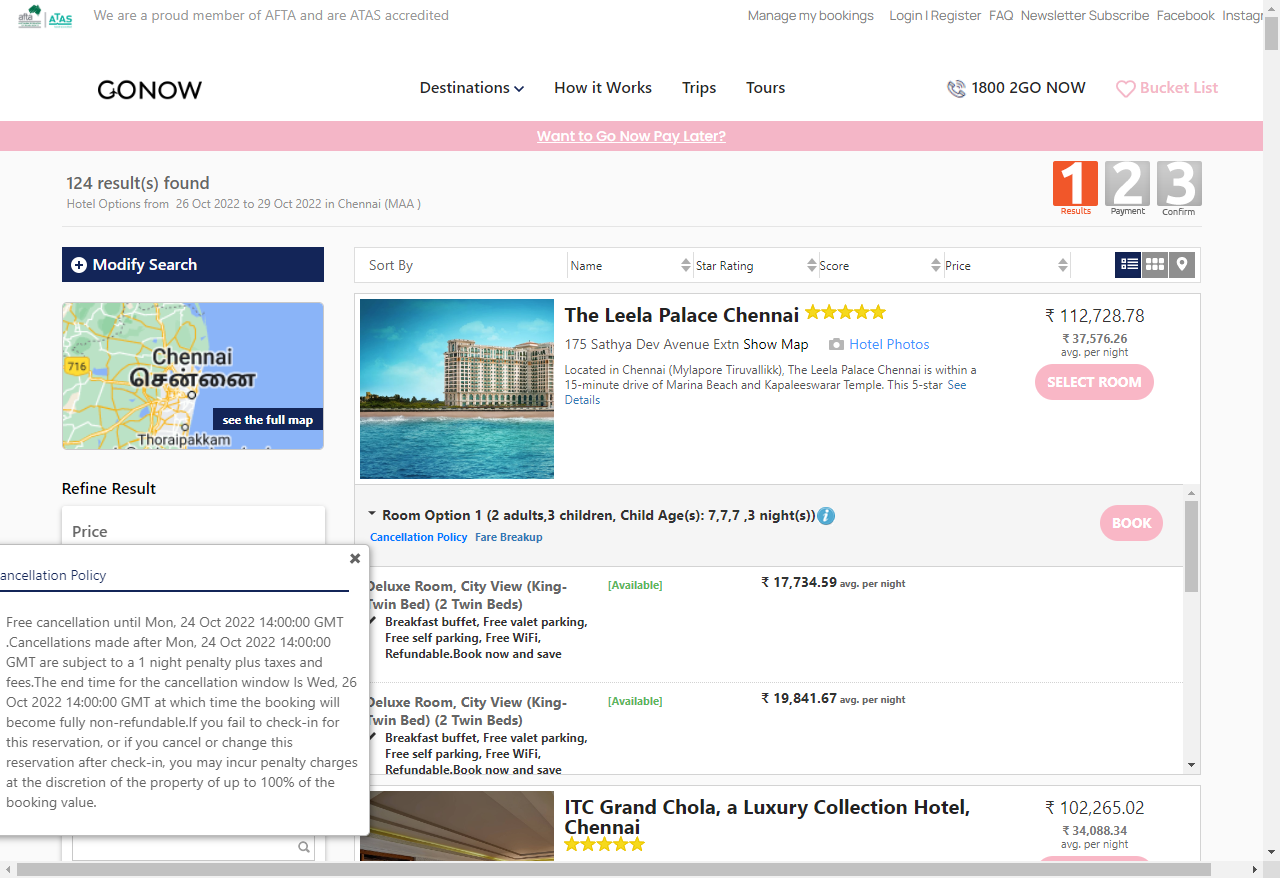 afta ATAS
We are a proud member of AFTA and are ATAS accredited
Manage my bookings Login | Register FAQ Newsletter Subscribe Facebook Instagr
GONOW
Destinations How it Works Trips Tours
1800 2GO NOW Bucket List
Want to Go Now Pay Later?
124 result(s) found
Hotel Options from 26 Oct 2022 to 29 Oct 2022 in Chennai (MAA )
1 2 3
Results Payment Confirm
Modify Search
Sort By Name Star Rating Score Price
716
Chennai
சென்னை
see the full map
Thoraipakkam
The Leela Palace Chennai
175 Sathya Dev Avenue Extn Show Map Hotel Photos
Located in Chennai (Mylapore Tiruvallikk), The Leela Palace Chennai is within a
15-minute drive of Marina Beach and Kapaleeswarar Temple. This 5-star See
Details
₹ 112,728.78
₹ 37,576.26
avg. per night
SELECT ROOM
Refine Result
Price
Room Option 1 (2 adults,3 children, Child Age(s): 7,7,7 ,3 night(s))
Cancellation Policy Fare Breakup
BOOK
Deluxe Room, City View (King-
Twin Bed) (2 Twin Beds)
Breakfast buffet, Free valet parking,
Free self parking, Free WiFi,
Refundable.Book now and save
[Available]
₹ 17,734.59 avg. per night
Deluxe Room, City View (King-
Twin Bed) (2 Twin Beds)
Breakfast buffet, Free valet parking,
Free self parking, Free WiFi,
Refundable.Book now and save
[Available]
₹ 19,841.67 avg. per night
ancellation Policy
Free cancellation until Mon, 24 Oct 2022 14:00:00 GMT
.Cancellations made after Mon, 24 Oct 2022 14:00:00
GMT are subject to a 1 night penalty plus taxes and
fees.The end time for the cancellation window Is Wed, 26
Oct 2022 14:00:00 GMT at which time the booking will
become fully non-refundable.If you fail to check-in for
this reservation, or if you cancel or change this
reservation after check-in, you may incur penalty charges
at the discretion of the property of up to 100% of the
booking value.
ITC Grand Chola, a Luxury Collection Hotel,
Chennai
₹ 102,265.02
₹ 34,088.34
avg. per night